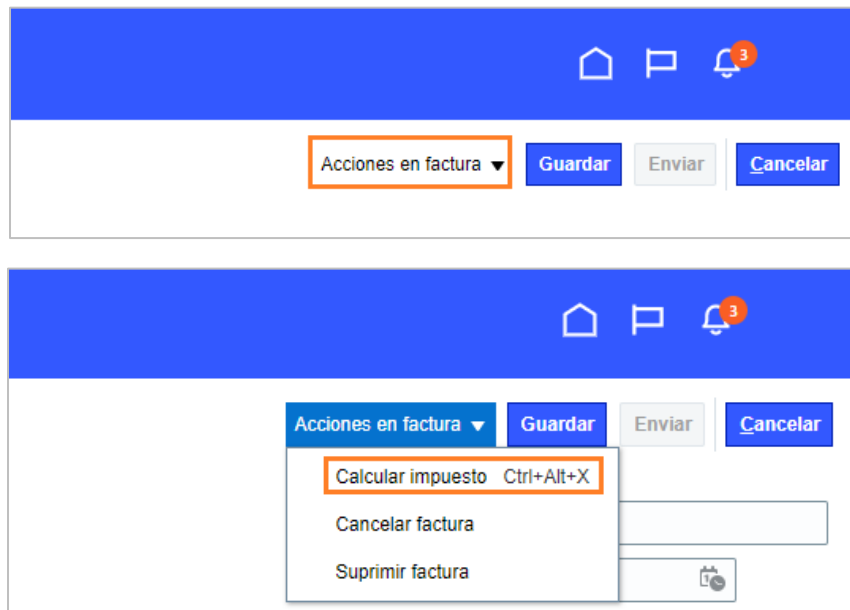 3
Acciones en factura Guardar Enviar Cancelar
3
Acciones en factura Guardar Enviar Cancelar
Calcular impuesto Ctrl+Alt+X
Cancelar factura
Suprimir factura